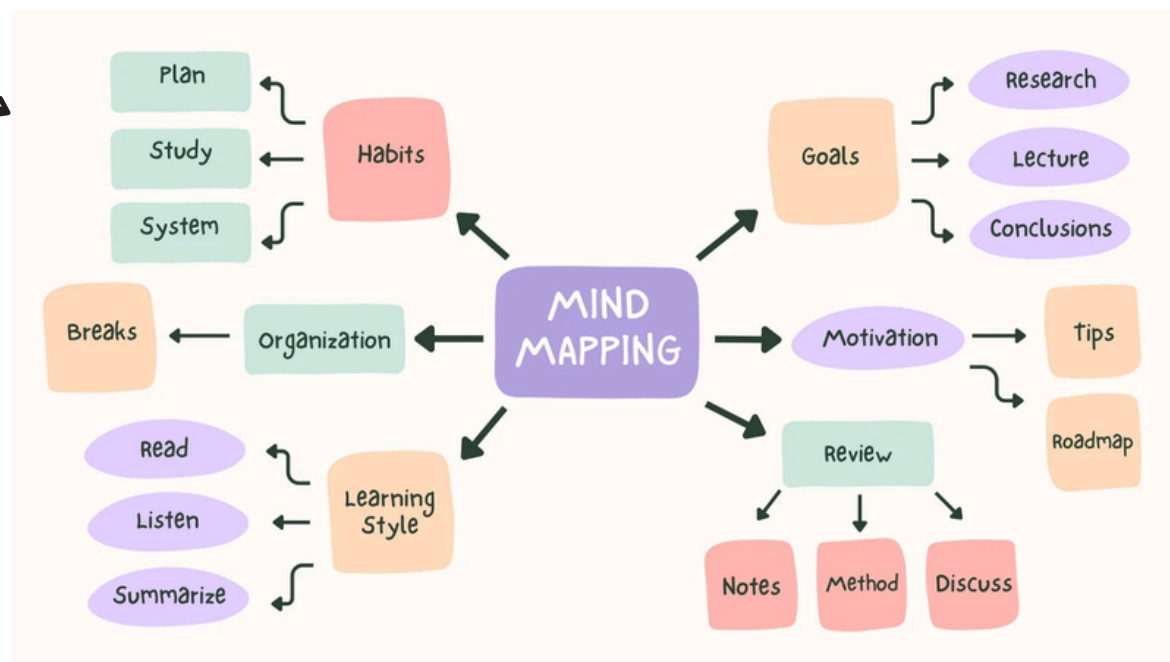 MIND
MAPPING
Habits
Plan
Study
System
Organization
Breaks
Learning
Style
Read
Listen
Summarize
Goals
Research
Lecture
Conclusions
Motivation
Tips
Roadmap
Review
Notes
Method
Discuss